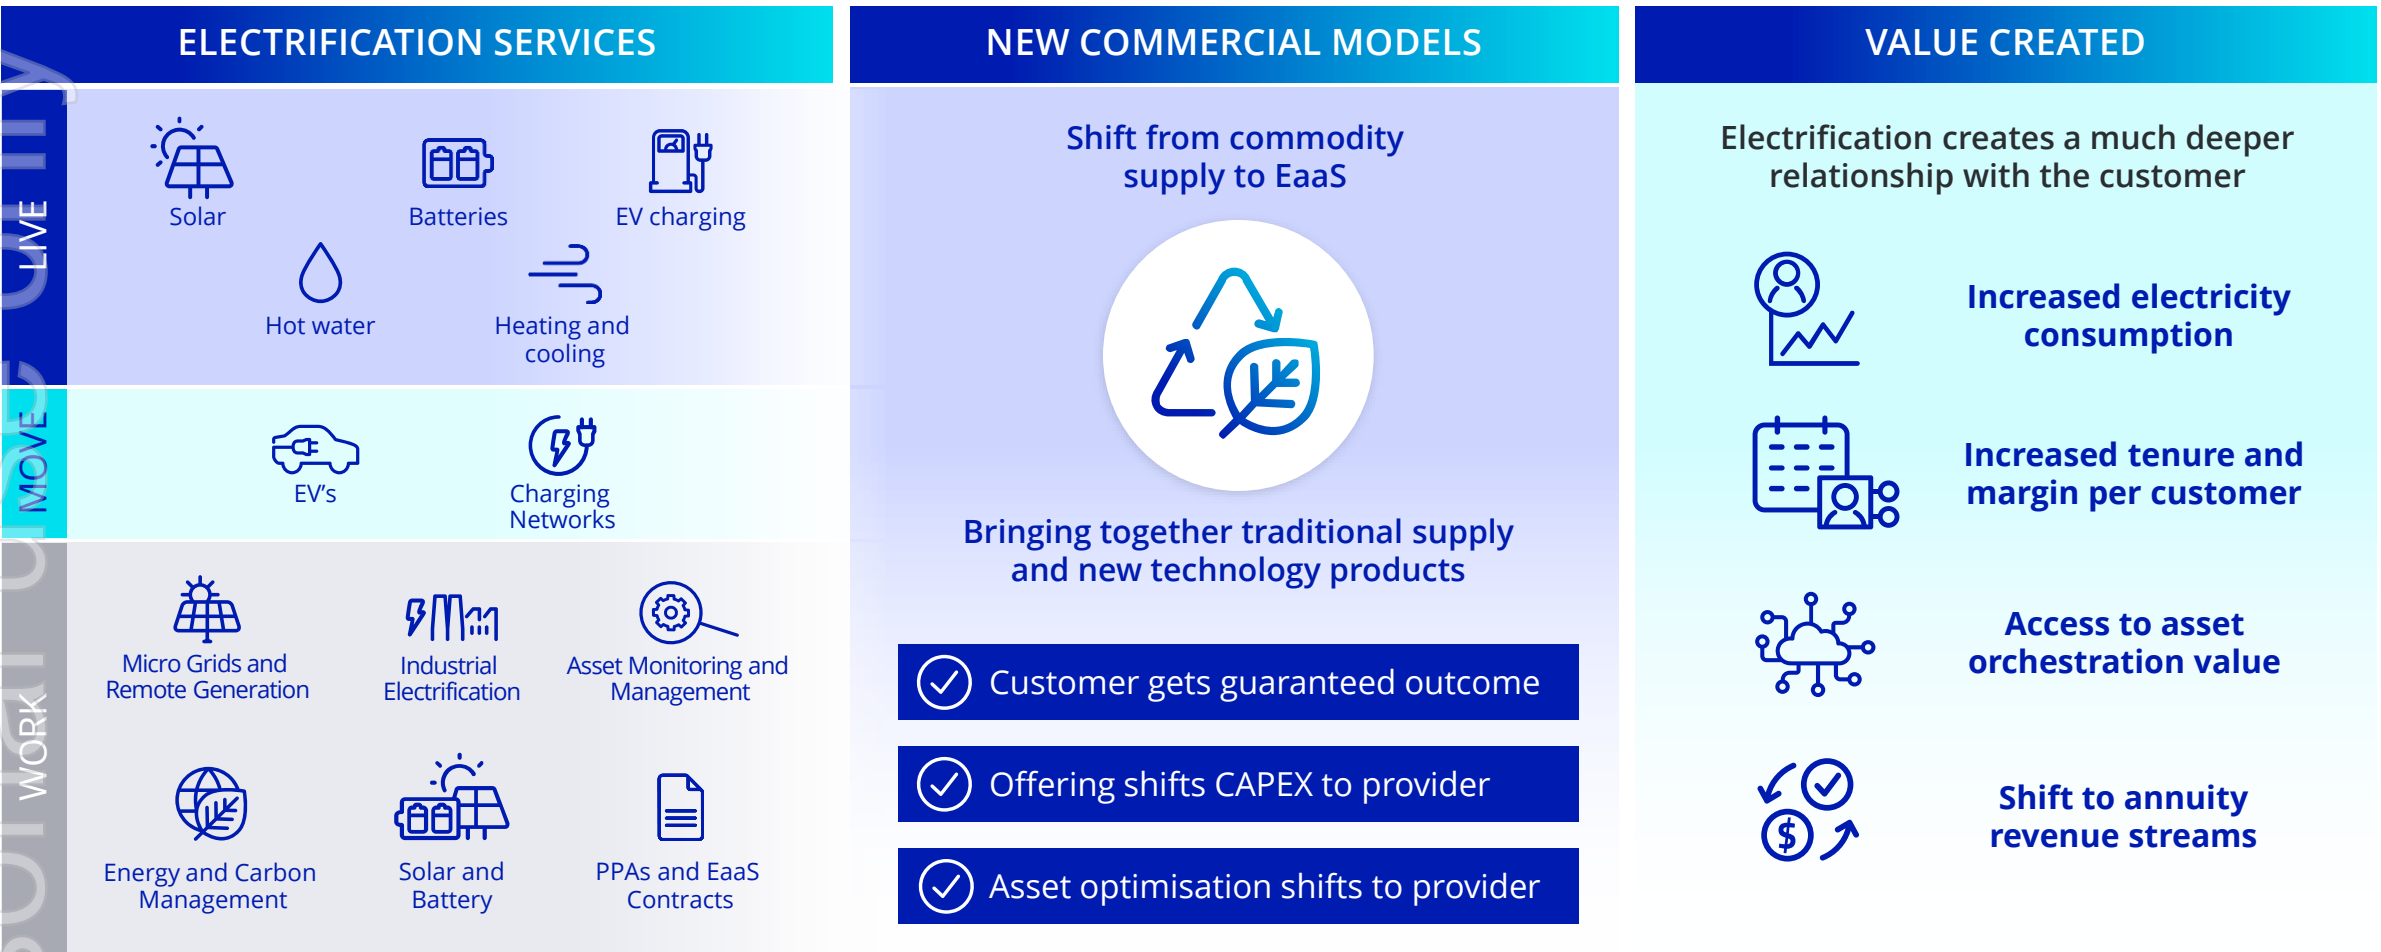 ELECTRIFICATION SERVICES
LIVE
Solar
Batteries
EV charging
Hot water
Heating and
cooling
MOVE
EV’s
Charging
Networks
WORK
Micro Grids and
Remote Generation
Industrial
Electrification
Asset Monitoring and
Management
Energy and Carbon
Management
Solar and
Battery
PPAs and EaaS
Contracts
NEW COMMERCIAL MODELS
Shift from commodity
supply to EaaS
Bringing together traditional supply
and new technology products
Customer gets guaranteed outcome
Offering shifts CAPEX to provider
Asset optimisation shifts to provider
VALUE CREATED
Electrification creates a much deeper
relationship with the customer
Increased electricity
consumption
Increased tenure and
margin per customer
Access to asset
orchestration value
Shift to annuity
revenue streams
$
use only